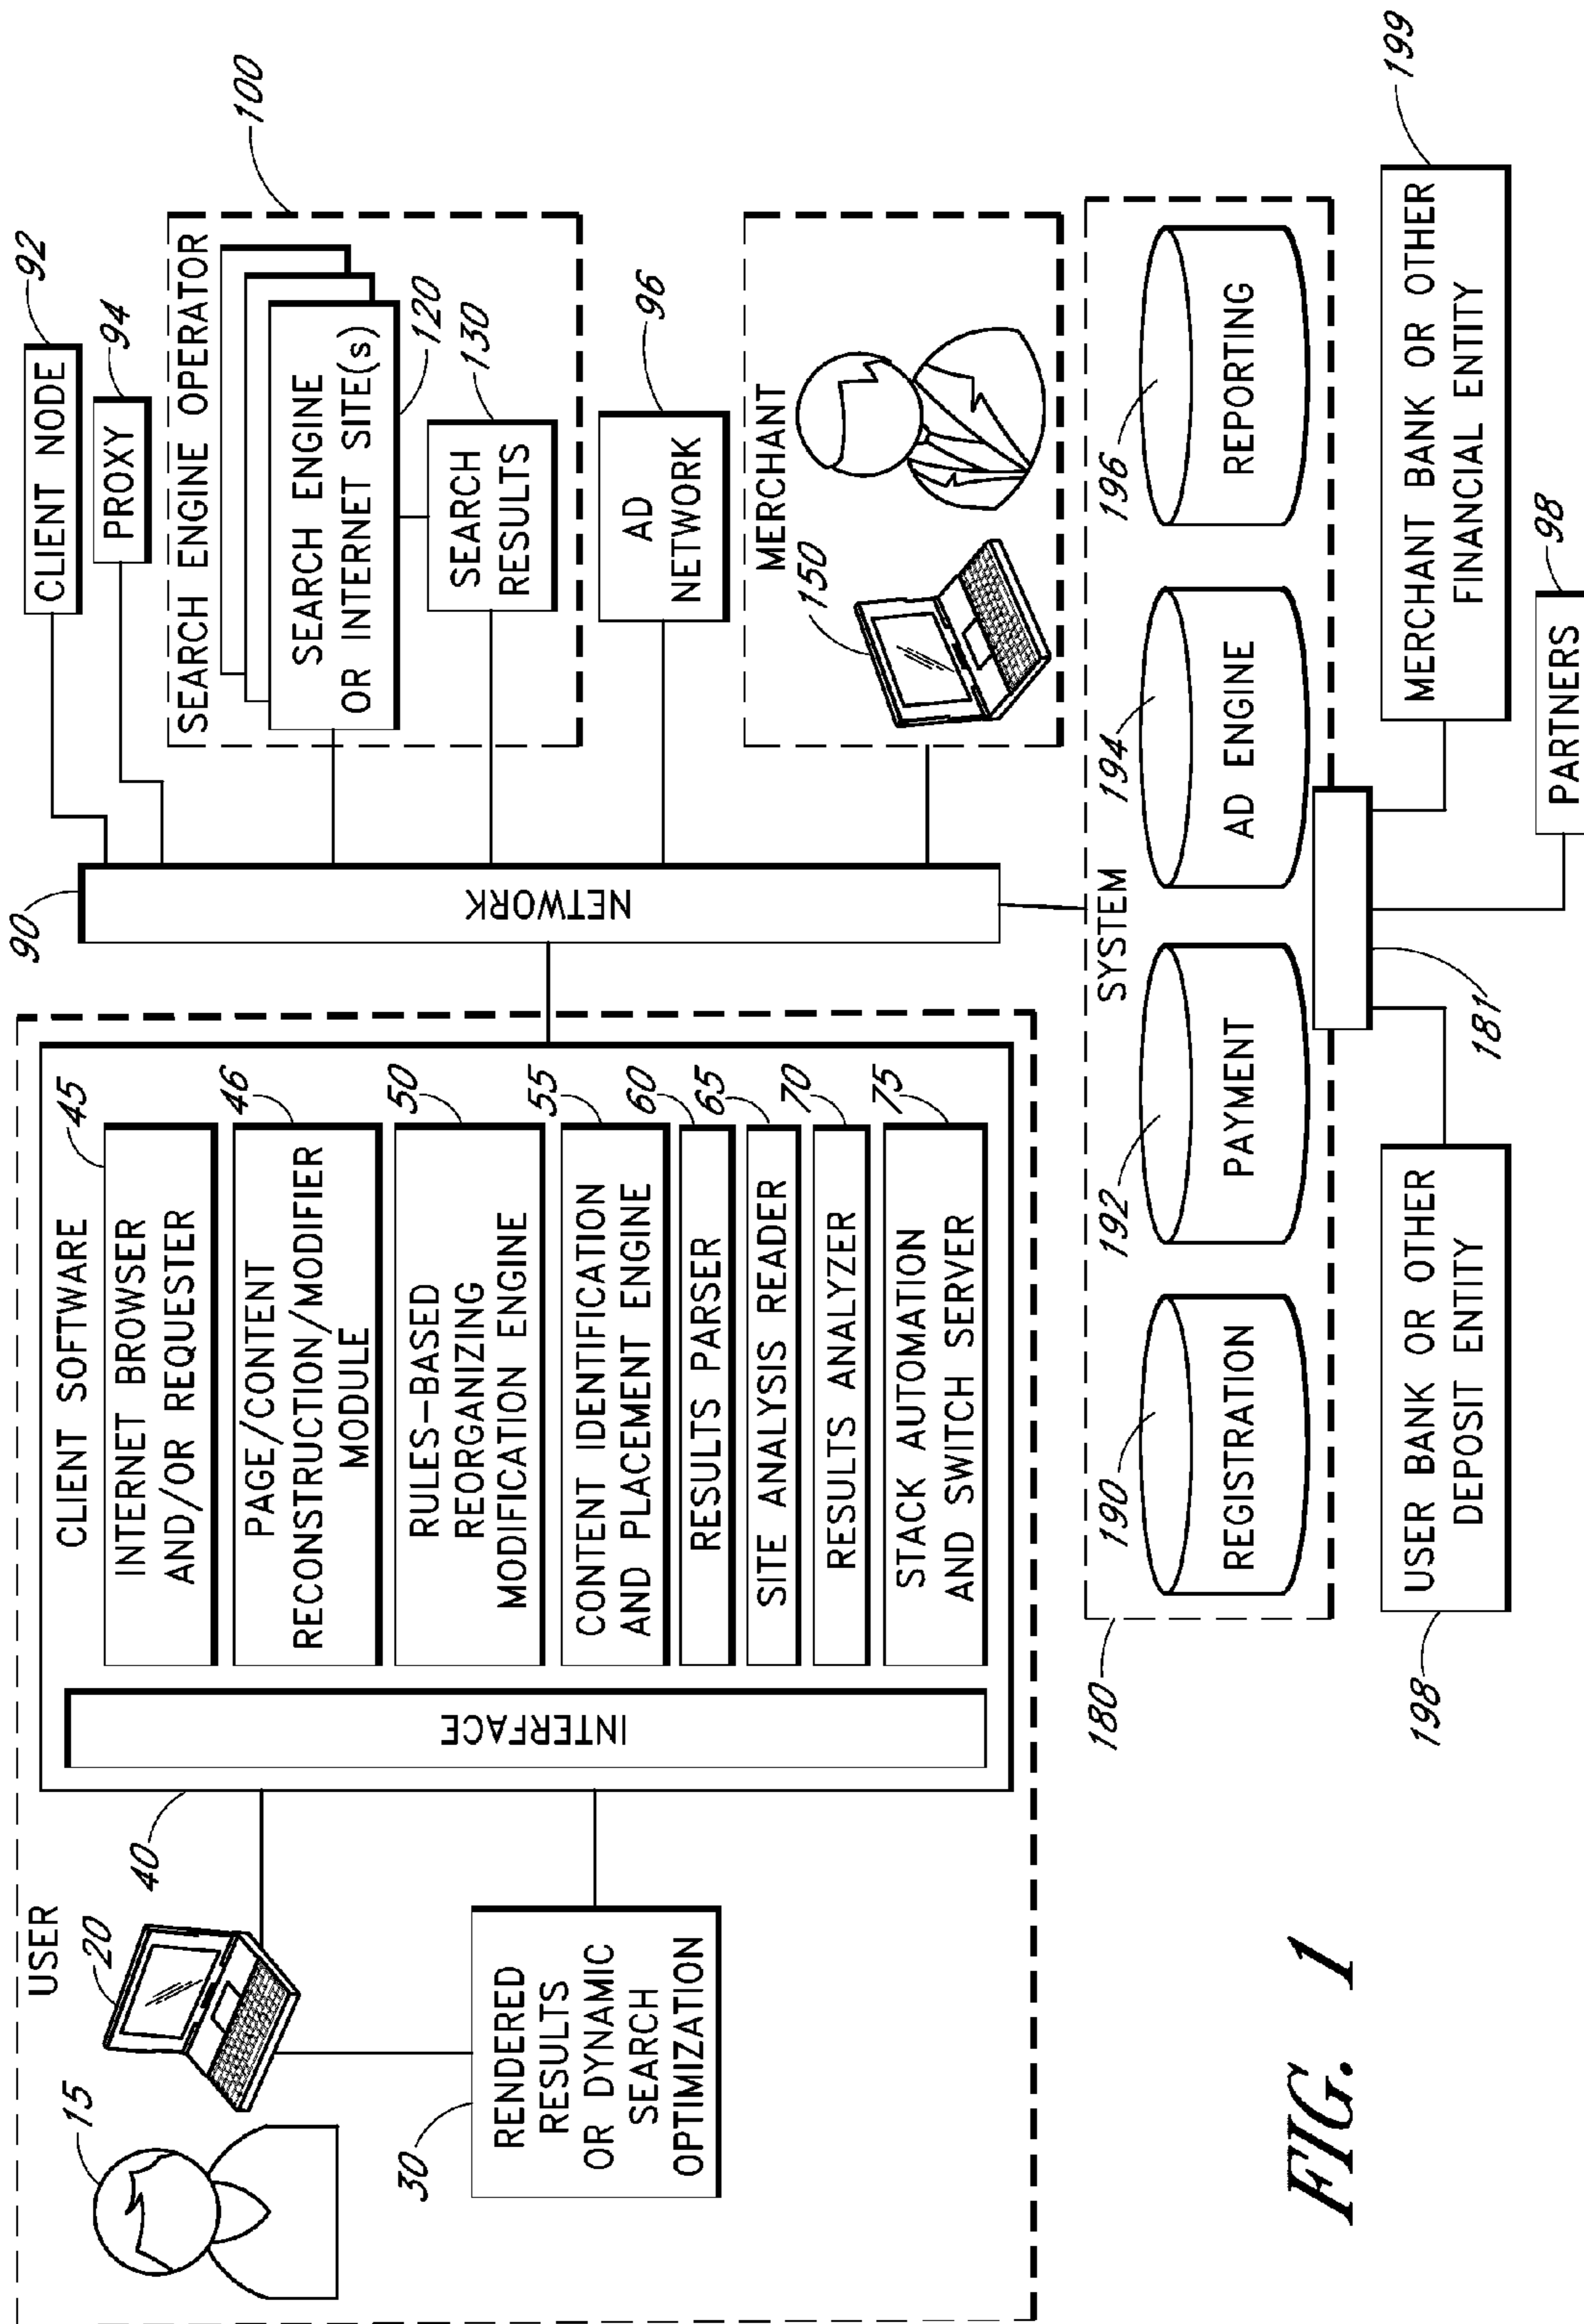 USER
15
20
40
30
RENDERED
RESULTS
OR DYNAMIC
SEARCH
OPTIMIZATION
INTERFACE
CLIENT SOFTWARE
45
INTERNET BROWSER
AND/OR REQUESTER
46
PAGE/CONTENT
RECONSTRUCTION/MODIFIER
MODULE
50
RULES-BASED
REORGANIZING
MODIFICATION ENGINE
55
CONTENT IDENTIFICATION
AND PLACEMENT ENGINE
60
RESULTS PARSER
65
SITE ANALYSIS READER
70
RESULTS ANALYZER
75
STACK AUTOMATION
AND SWITCH SERVER
90
NETWORK
CLIENT NODE
92
PROXY
94
100
SEARCH ENGINE OPERATOR
SEARCH ENGINE
OR INTERNET SITE(s)
120
SEARCH
RESULTS
130
AD
NETWORK
96
MERCHANT
150
SYSTEM
180
190
REGISTRATION
192
PAYMENT
194
AD ENGINE
196
REPORTING
181
198
USER BANK OR OTHER
DEPOSIT ENTITY
MERCHANT BANK OR OTHER
FINANCIAL ENTITY
199
PARTNERS
98
FIG. 1